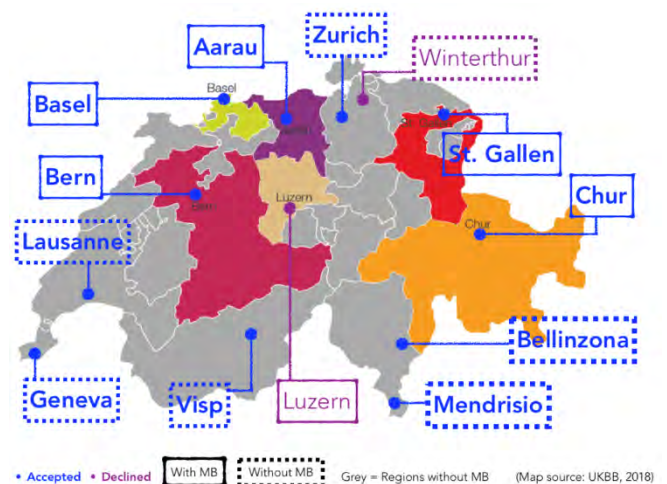 Zurich
Aarau
Winterthur
Basel
Basel
St. Gallen
St. Gallen
Bern
Bern
Luzern
Chur
Chur
Lausanne
Bellinzona
Geneva
Visp
Luzern
Mendrisio
• Accepted • Declined With MB Without MB Grey = Regions without MB (Map source: UKBB, 2018)